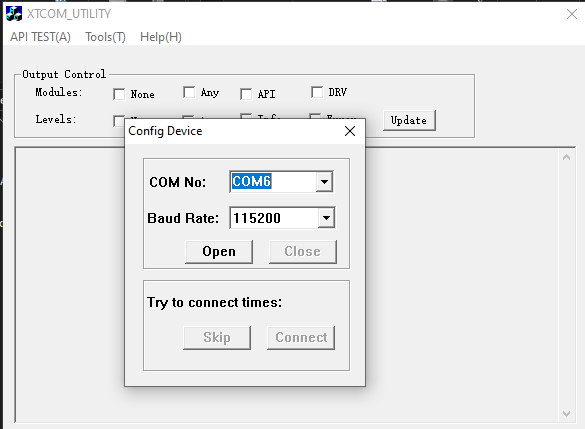 XTCOM_UTILITY
API TEST(A) Tools(T) Help(H)
Output Control
Modules: None Any API DRV
Levels: Update
Config Device
COM No: COM6
Baud Rate: 115200
Open Close
Try to connect times:
Skip Connect